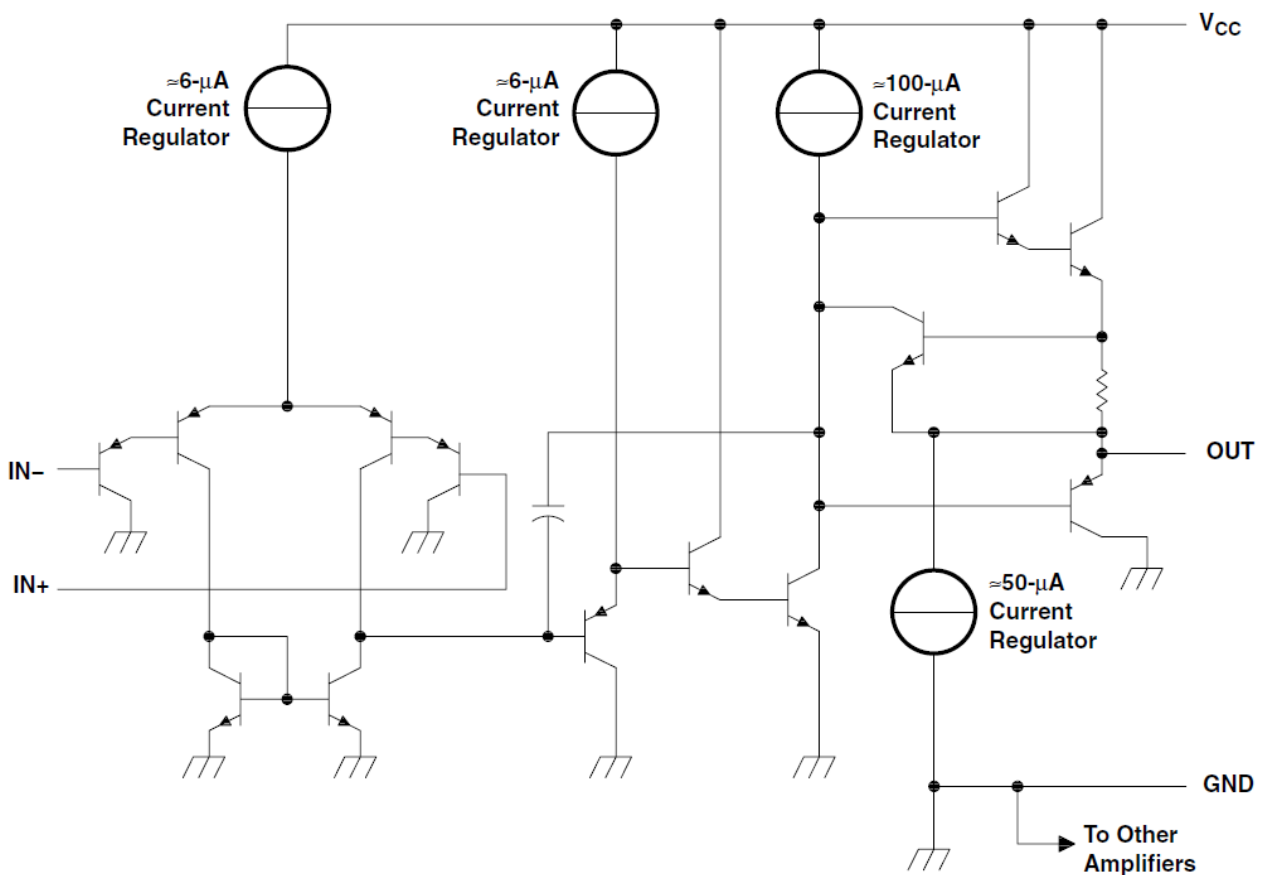 V_CC
≈6-μA
Current
Regulator
≈6-μA
Current
Regulator
≈100-μA
Current
Regulator
IN−
OUT
IN+
≈50-μA
Current
Regulator
GND
To Other
Amplifiers